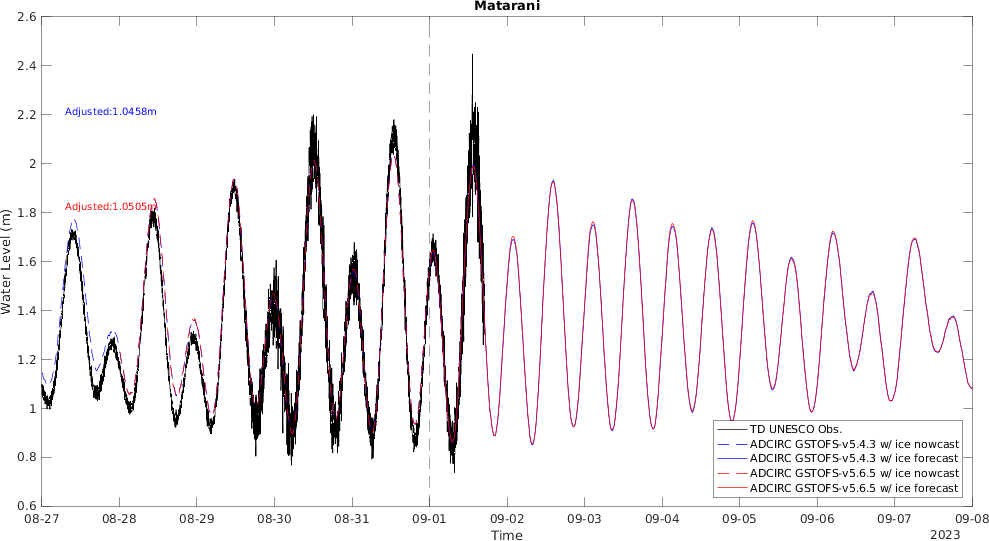 Matarani
2.6
2.4
2.2
2
1.8
1.6
1.4
1.2
1
0.8
0.6
Water Level (m)
Adjusted:1.0458m
Adjusted:1.0505m
TD UNESCO Obs.
ADCIRC GSTOFS-v5.4.3 w/ ice nowcast
ADCIRC GSTOFS-v5.4.3 w/ ice forecast
ADCIRC GSTOFS-v5.6.5 w/ ice nowcast
ADCIRC GSTOFS-v5.6.5 w/ ice forecast
08-27 08-28 08-29 08-30 08-31 09-01 09-02 09-03 09-04 09-05 09-06 09-07 09-08
Time
2023